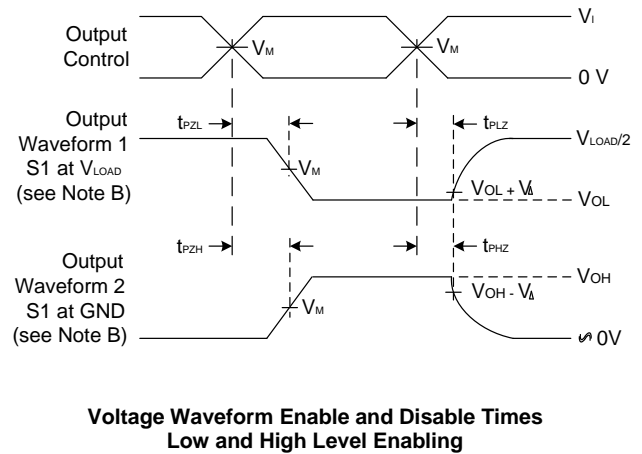 Output
Control
VM
VM
VI
0 V
Output
Waveform 1
S1 at VLOAD
(see Note B)
tPZL
VM
tPLZ
VLOAD/2
VOL + VΔ
VOL
Output
Waveform 2
S1 at GND
(see Note B)
tPZH
VM
tPHZ
VOH
VOH - VΔ
∽ 0V
Voltage Waveform Enable and Disable Times
Low and High Level Enabling